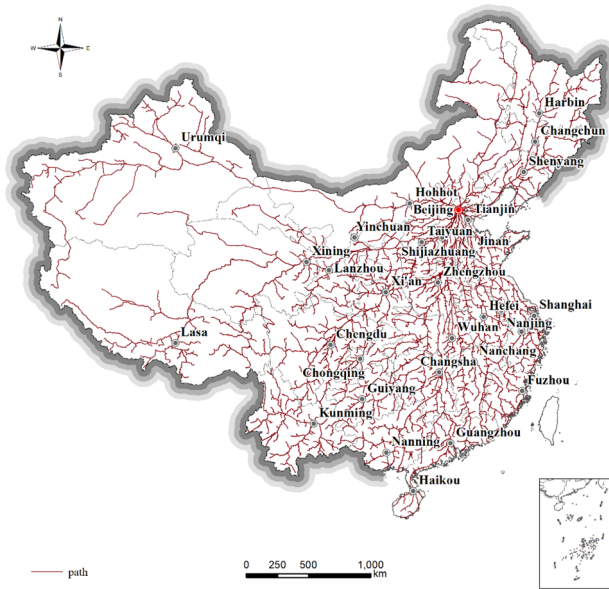 N
W
E
S
Harbin
Changchun
Urumqi
Shenyang
Hohhot
Beijing
Tianjin
Yinchuan
Taiyuan
Jinan
Shijiazhuang
Xining
Lanzhou
Zhengzhou
Xi'an
Hefei
Shanghai
Nanjing
Wuhan
Lasa
Chengdu
Nanchang
Changsha
Chongqing
Fuzhou
Guiyang
Kunming
Guangzhou
Nanning
Haikou
path
0 250 500 1,000
km